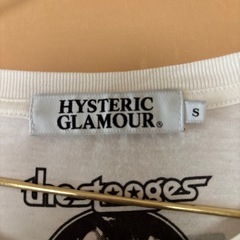 HYSTERIC
GLAMOUR®
S
the stooges